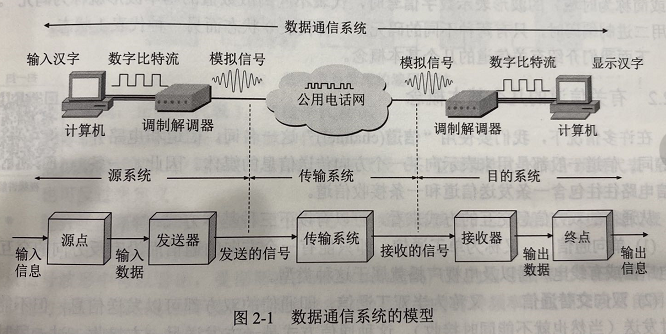 数据通信系统
输入汉字 数字比特流 模拟信号 模拟信号 数字比特流 显示汉字
公用电话网
计算机 调制解调器 调制解调器 计算机
源系统 传输系统 目的系统
源点 发送器 传输系统 接收器 终点
输入信息 输入数据 发送的信号 接收的信号 输出数据 输出信息
图 2-1 数据通信系统的模型